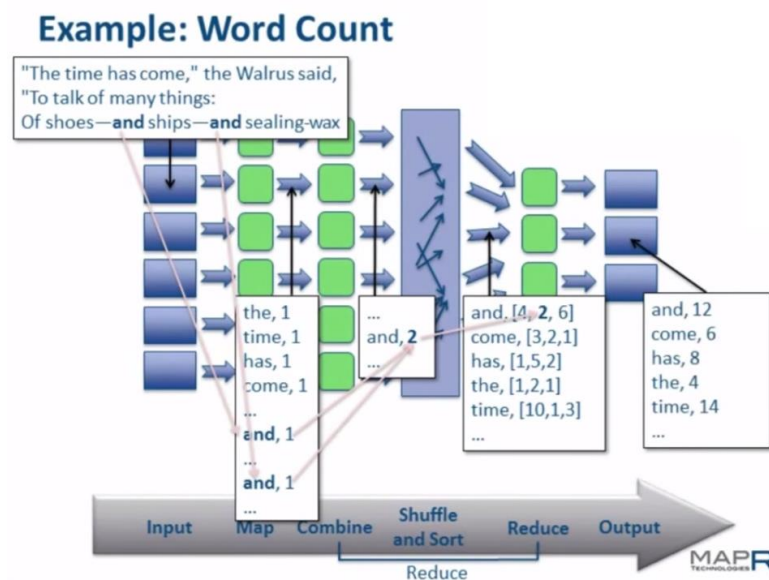 Example: Word Count
"The time has come," the Walrus said,
"To talk of many things:
Of shoes—and ships—and sealing-wax
the, 1
time, 1
has, 1
come, 1
...
and, 1
...
and, 1
...
...
and, 2
...
and, [4, 2, 6]
come, [3,2,1]
has, [1,5,2]
the, [1,2,1]
time, [10,1,3]
...
and, 12
come, 6
has, 8
the, 4
time, 14
...
Input
Map
Combine
Shuffle
and Sort
Reduce
Output
Reduce
MAPR
TECHNOLOGIES